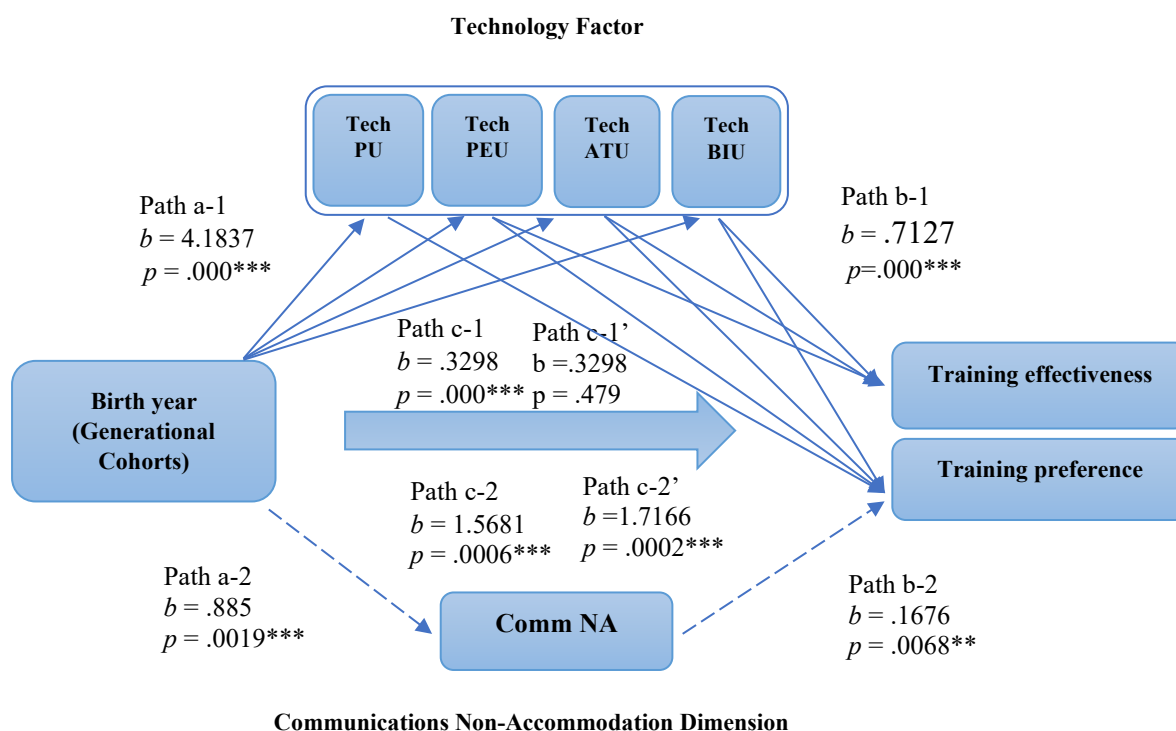 Technology Factor
Tech
PU
Tech
PEU
Tech
ATU
Tech
BIU
Path a-1
b = 4.1837
p = .000***
Path b-1
b = .7127
p=.000***
Path c-1
b = .3298
p = .000***
Path c-1’
b =.3298
p = .479
Birth year
(Generational
Cohorts)
Training effectiveness
Training preference
Path c-2
b = 1.5681
p = .0006***
Path c-2’
b =1.7166
p = .0002***
Path a-2
b = .885
p = .0019***
Comm NA
Path b-2
b = .1676
p = .0068**
Communications Non-Accommodation Dimension